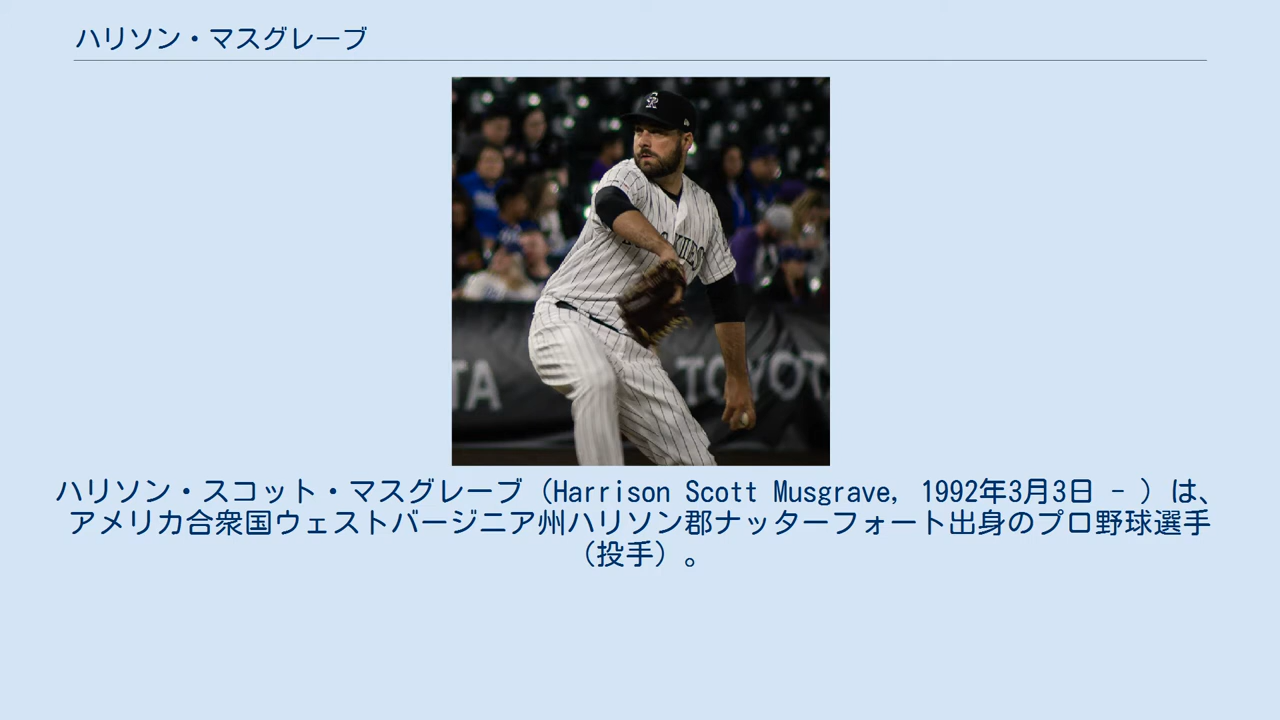 ハリソン・マスグレーブ
TA
TOYOT
ハリソン・スコット・マスグレーブ（Harrison Scott Musgrave, 1992年3月3日 - ）は、
アメリカ合衆国ウェストバージニア州ハリソン郡ナッターフォート出身のプロ野球選手
（投手）。